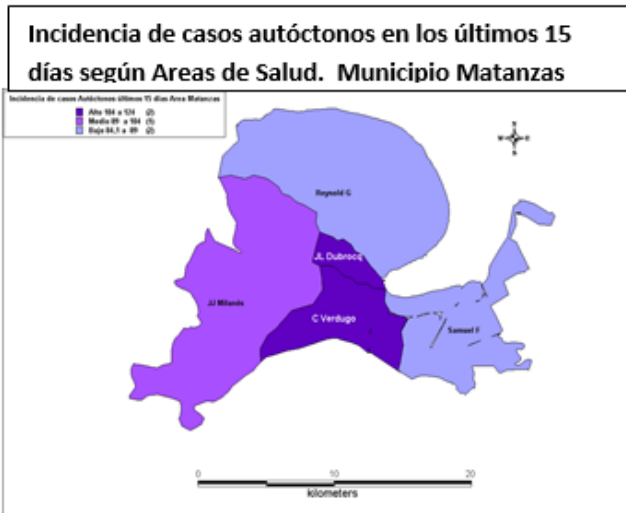 Incidencia de casos autóctonos en los últimos 15
días según Areas de Salud.  Municipio Matanzas
Incidencia de casos Autóctonos últimos 15 días Area Matanzas
Alta 104 a 124 (2)
Media 89 a 104 (1)
Baja 84,1 a 89 (2)
N
W E
S
Reynold G
JL Dubrocq
JJ Milanés
C Verdugo
Samuel F
0 10 20
kilometers